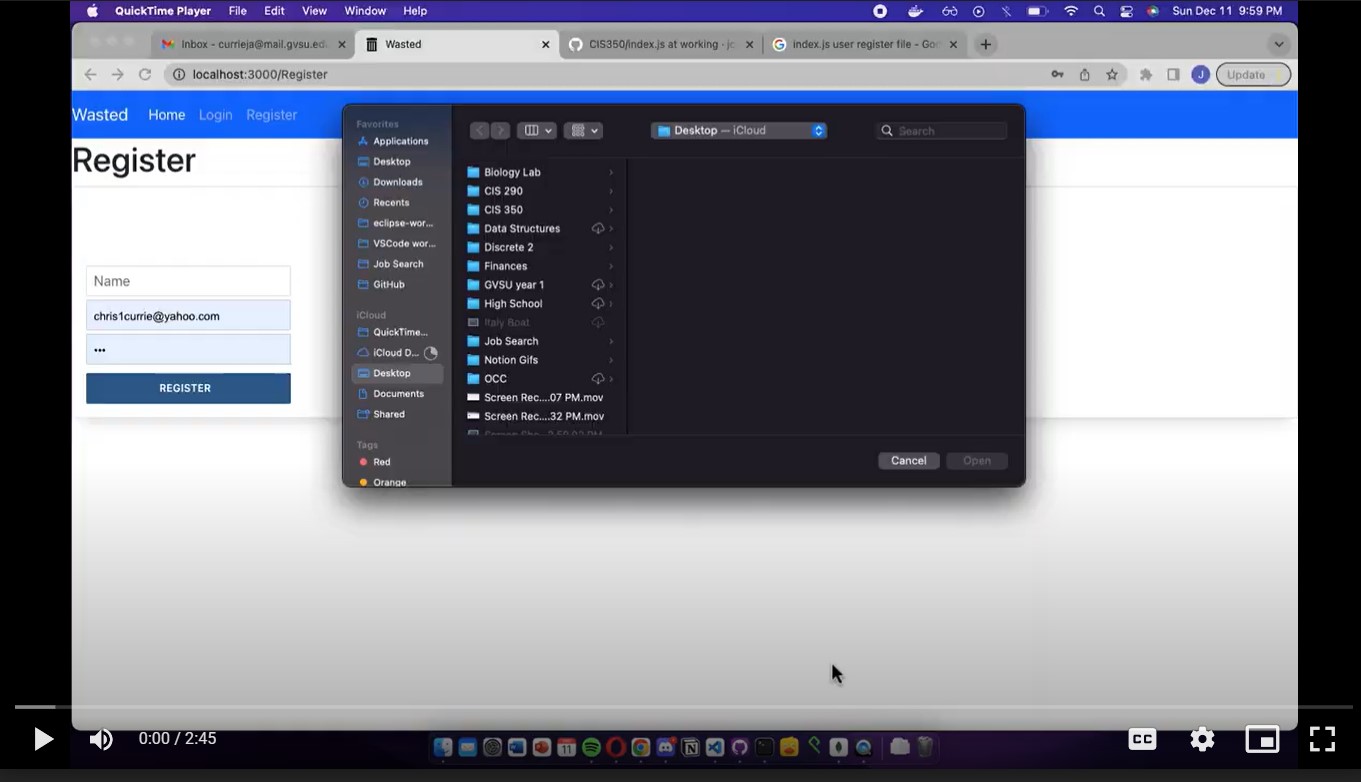 QuickTime Player File Edit View Window Help Sun Dec 11 9:59 PM
Inbox - currieja@mail.gvsu.ed Wasted CIS350/index.js at working · jc index.js user register file - Goo
localhost:3000/Register Update
J
Wasted Home Login Register
Register
Name
chris1currie@yahoo.com
REGISTER
Favorites
Applications
Desktop
Downloads
Recents
eclipse-wor...
VSCode wor...
Job Search
GitHub
iCloud
QuickTime...
iCloud D...
Desktop
Documents
Shared
Tags
Red
Orange
Desktop — iCloud
Search
Biology Lab
CIS 290
CIS 350
Data Structures
Discrete 2
Finances
GVSU year 1
High School
Italy Boat
Job Search
Notion Gifs
OCC
Screen Rec....07 PM.mov
Screen Rec....32 PM.mov
Cancel Open
0:00 / 2:45
CC
11